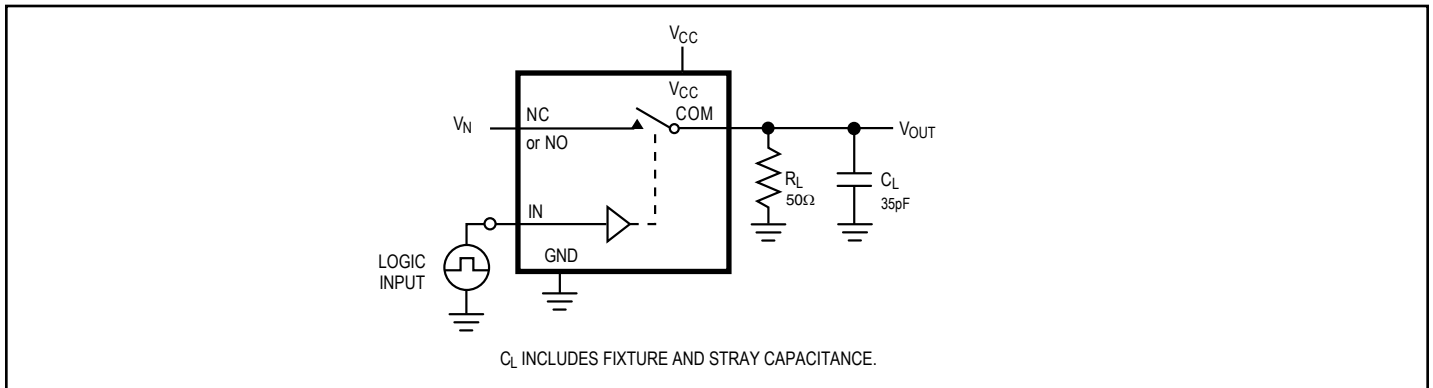 VCC
VCC
VN
NC
COM
or NO
VOUT
RL
50Ω
CL
35pF
IN
LOGIC
INPUT
GND
CL INCLUDES FIXTURE AND STRAY CAPACITANCE.